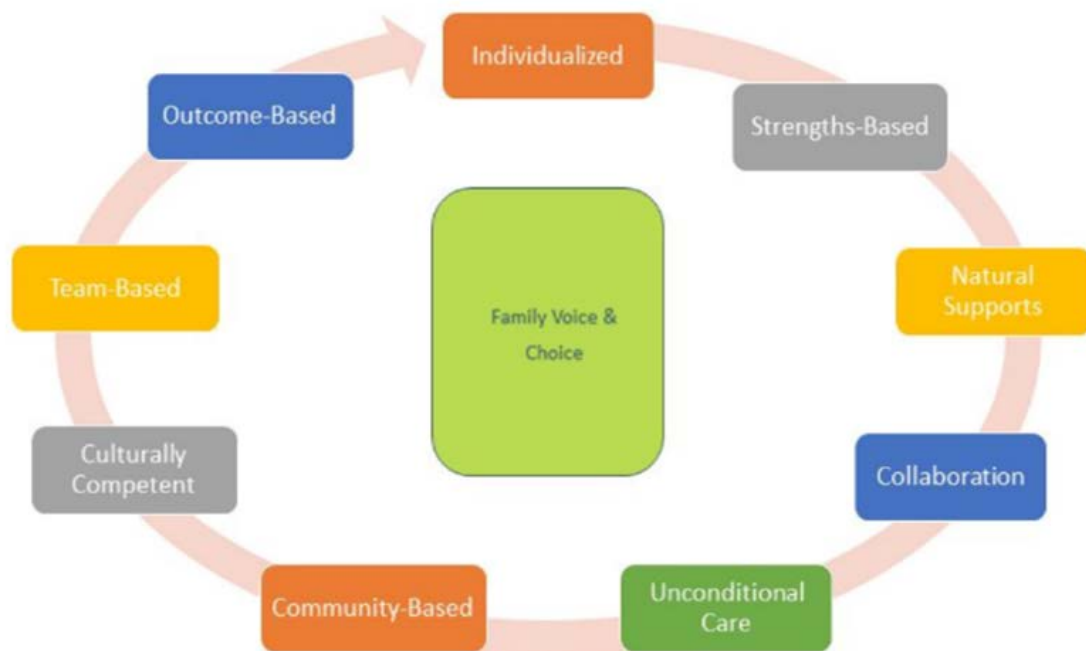 Individualized
Strengths-Based
Natural
Supports
Collaboration
Unconditional
Care
Community-Based
Culturally
Competent
Team-Based
Outcome-Based
Family Voice &
Choice